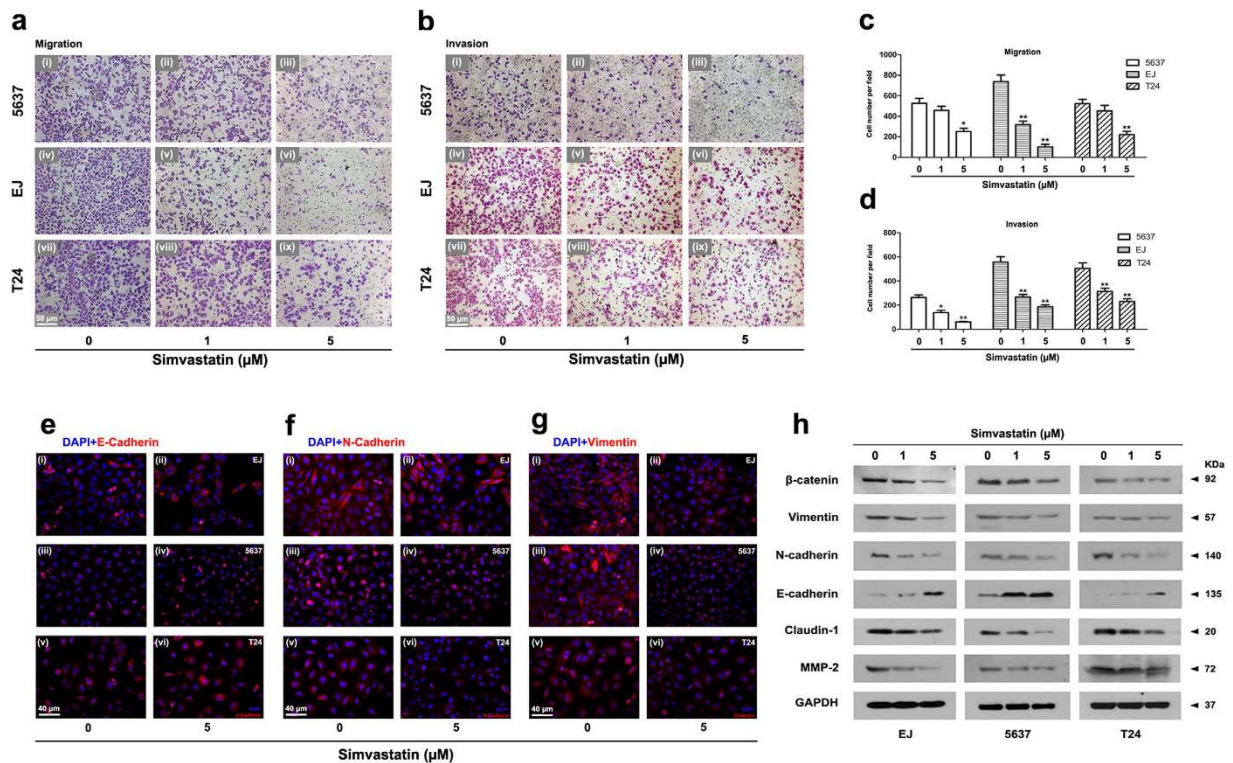 a
Migration
5637
EJ
T24
(i) (ii) (iii)
(iv) (v) (vi)
(vii) (viii) (ix)
50 μm
0 1 5
Simvastatin (μM)
b
Invasion
5637
EJ
T24
(i) (ii) (iii)
(iv) (v) (vi)
(vii) (viii) (ix)
50 μm
0 1 5
Simvastatin (μM)
c
Migration
Cell number per field
1000
800
600
400
200
0
5637
EJ
T24
* ** ** **
0 1 5 0 1 5 0 1 5
Simvastatin (μM)
d
Invasion
Cell number per field
800
600
400
200
0
5637
EJ
T24
* ** ** ** ** **
0 1 5 0 1 5 0 1 5
Simvastatin (μM)
e
DAPI+E-Cadherin
(i) (ii) EJ
(iii) (iv) 5637
(v) (vi) T24
40 μm
0 5
f
DAPI+N-Cadherin
(i) (ii) EJ
(iii) (iv) 5637
(v) (vi) T24
40 μm
0 5
g
DAPI+Vimentin
(i) (ii) EJ
(iii) (iv) 5637
(v) (vi) T24
40 μm
0 5
Simvastatin (μM)
h
Simvastatin (μM)
0 1 5 0 1 5 0 1 5
KDa
β-catenin 92
Vimentin 57
N-cadherin 140
E-cadherin 135
Claudin-1 20
MMP-2 72
GAPDH 37
EJ 5637 T24